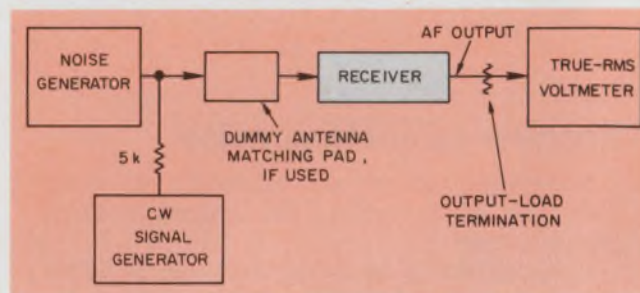 NOISE
GENERATOR
5k
CW
SIGNAL
GENERATOR
DUMMY ANTENNA
MATCHING PAD,
IF USED
RECEIVER
AF OUTPUT
OUTPUT-LOAD
TERMINATION
TRUE-RMS
VOLTMETER